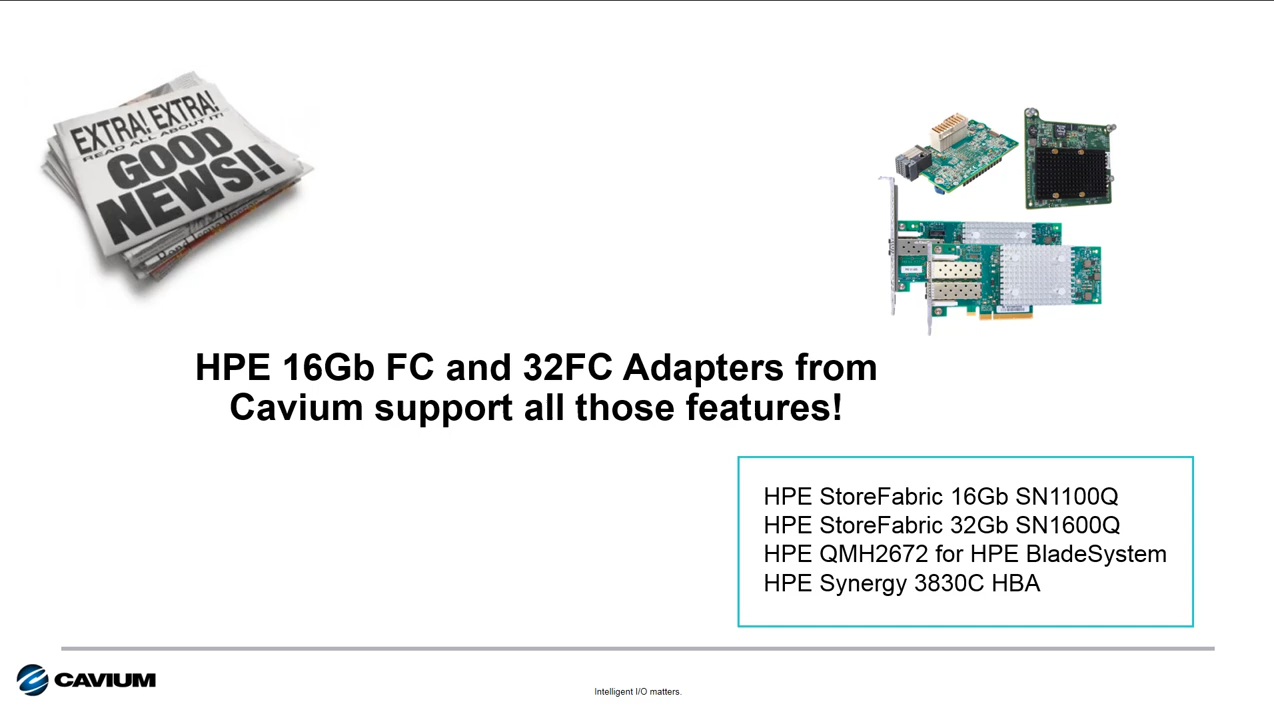 EXTRA! EXTRA!
READ ALL ABOUT IT!
GOOD
NEWS!!
HPE 16Gb FC and 32FC Adapters from
Cavium support all those features!
HPE StoreFabric 16Gb SN1100Q
HPE StoreFabric 32Gb SN1600Q
HPE QMH2672 for HPE BladeSystem
HPE Synergy 3830C HBA
CAVIUM
Intelligent I/O matters.